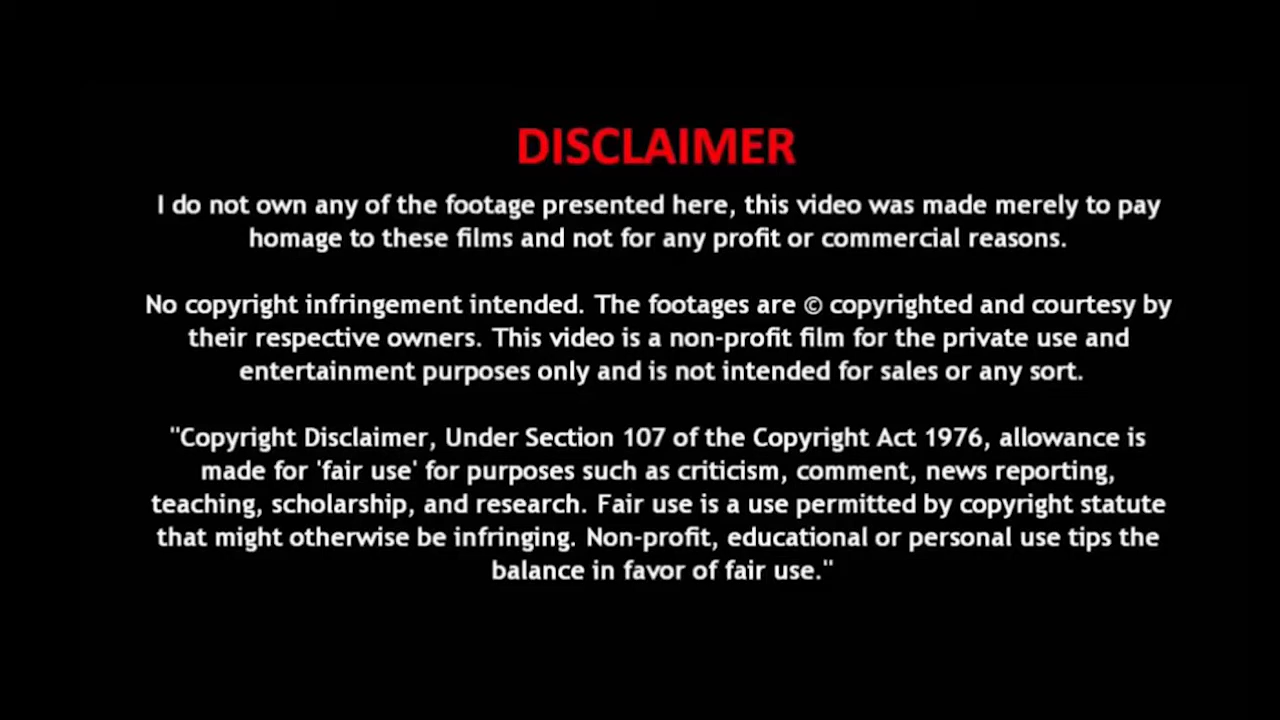 DISCLAIMER
I do not own any of the footage presented here, this video was made merely to pay
homage to these films and not for any profit or commercial reasons.
No copyright infringement intended. The footages are © copyrighted and courtesy by
their respective owners. This video is a non-profit film for the private use and
entertainment purposes only and is not intended for sales or any sort.
"Copyright Disclaimer, Under Section 107 of the Copyright Act 1976, allowance is
made for 'fair use' for purposes such as criticism, comment, news reporting,
teaching, scholarship, and research. Fair use is a use permitted by copyright statute
that might otherwise be infringing. Non-profit, educational or personal use tips the
balance in favor of fair use."